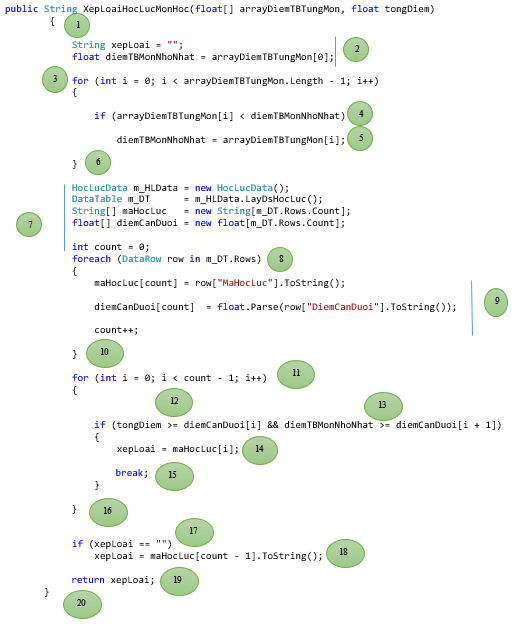 public String XepLoaiHocLucMonHoc(float[] arrayDiemTBTungMon, float tongDiem)
{
1
String xepLoai = "";
float diemTBMonNhoNhat = arrayDiemTBTungMon[0];
2
3
for (int i = 0; i < arrayDiemTBTungMon.Length - 1; i++)
{
if (arrayDiemTBTungMon[i] < diemTBMonNhoNhat)
4
diemTBMonNhoNhat = arrayDiemTBTungMon[i];
5
}
6
HocLucData m_HLData = new HocLucData();
DataTable m_DT = m_HLData.LayDsHocLuc();
String[] maHocLuc = new String[m_DT.Rows.Count];
float[] diemCanDuoi = new float[m_DT.Rows.Count];
7
int count = 0;
foreach (DataRow row in m_DT.Rows)
8
{
maHocLuc[count] = row["MaHocLuc"].ToString();
diemCanDuoi[count] = float.Parse(row["DiemCanDuoi"].ToString());
9
count++;
}
10
for (int i = 0; i < count - 1; i++)
11
{
12
13
if (tongDiem >= diemCanDuoi[i] && diemTBMonNhoNhat >= diemCanDuoi[i + 1])
{
xepLoai = maHocLuc[i];
14
break;
15
}
}
16
17
if (xepLoai == "")
xepLoai = maHocLuc[count - 1].ToString();
18
return xepLoai;
19
}
20